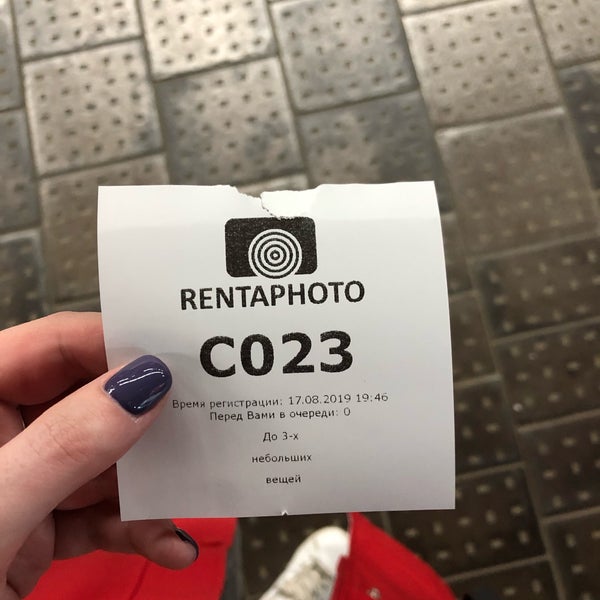 RENTAPHOTO
C023
Время регистрации: 17.08.2019 19:46
Перед Вами в очереди: 0
До 3-х
небольших
вещей